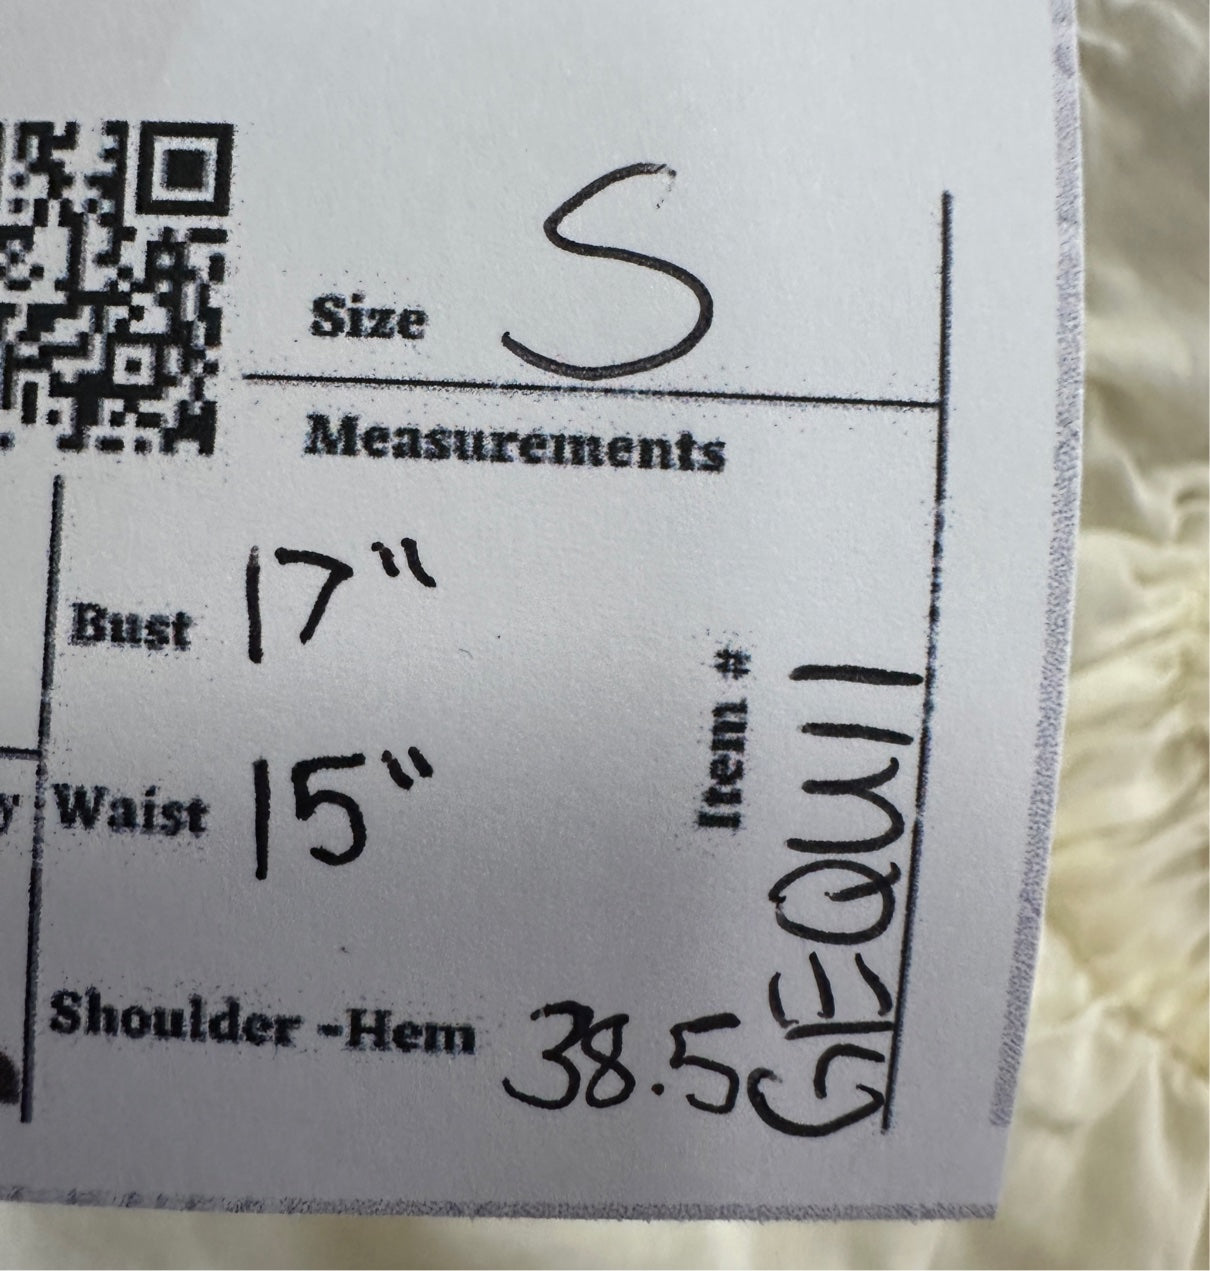 Size S
Measurements
Bust 17"
Waist 15"
Shoulder -Hem 38.5
Item #
GEQW11